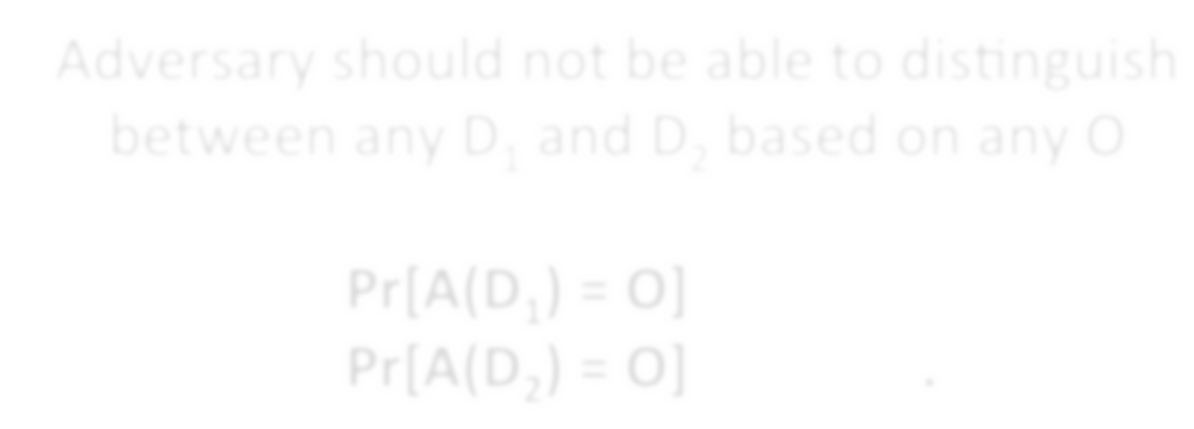 Adversary should not be able to distinguish
between any D₁ and D₂ based on any O
Pr[A(D₁) = O]
Pr[A(D₂) = O] .